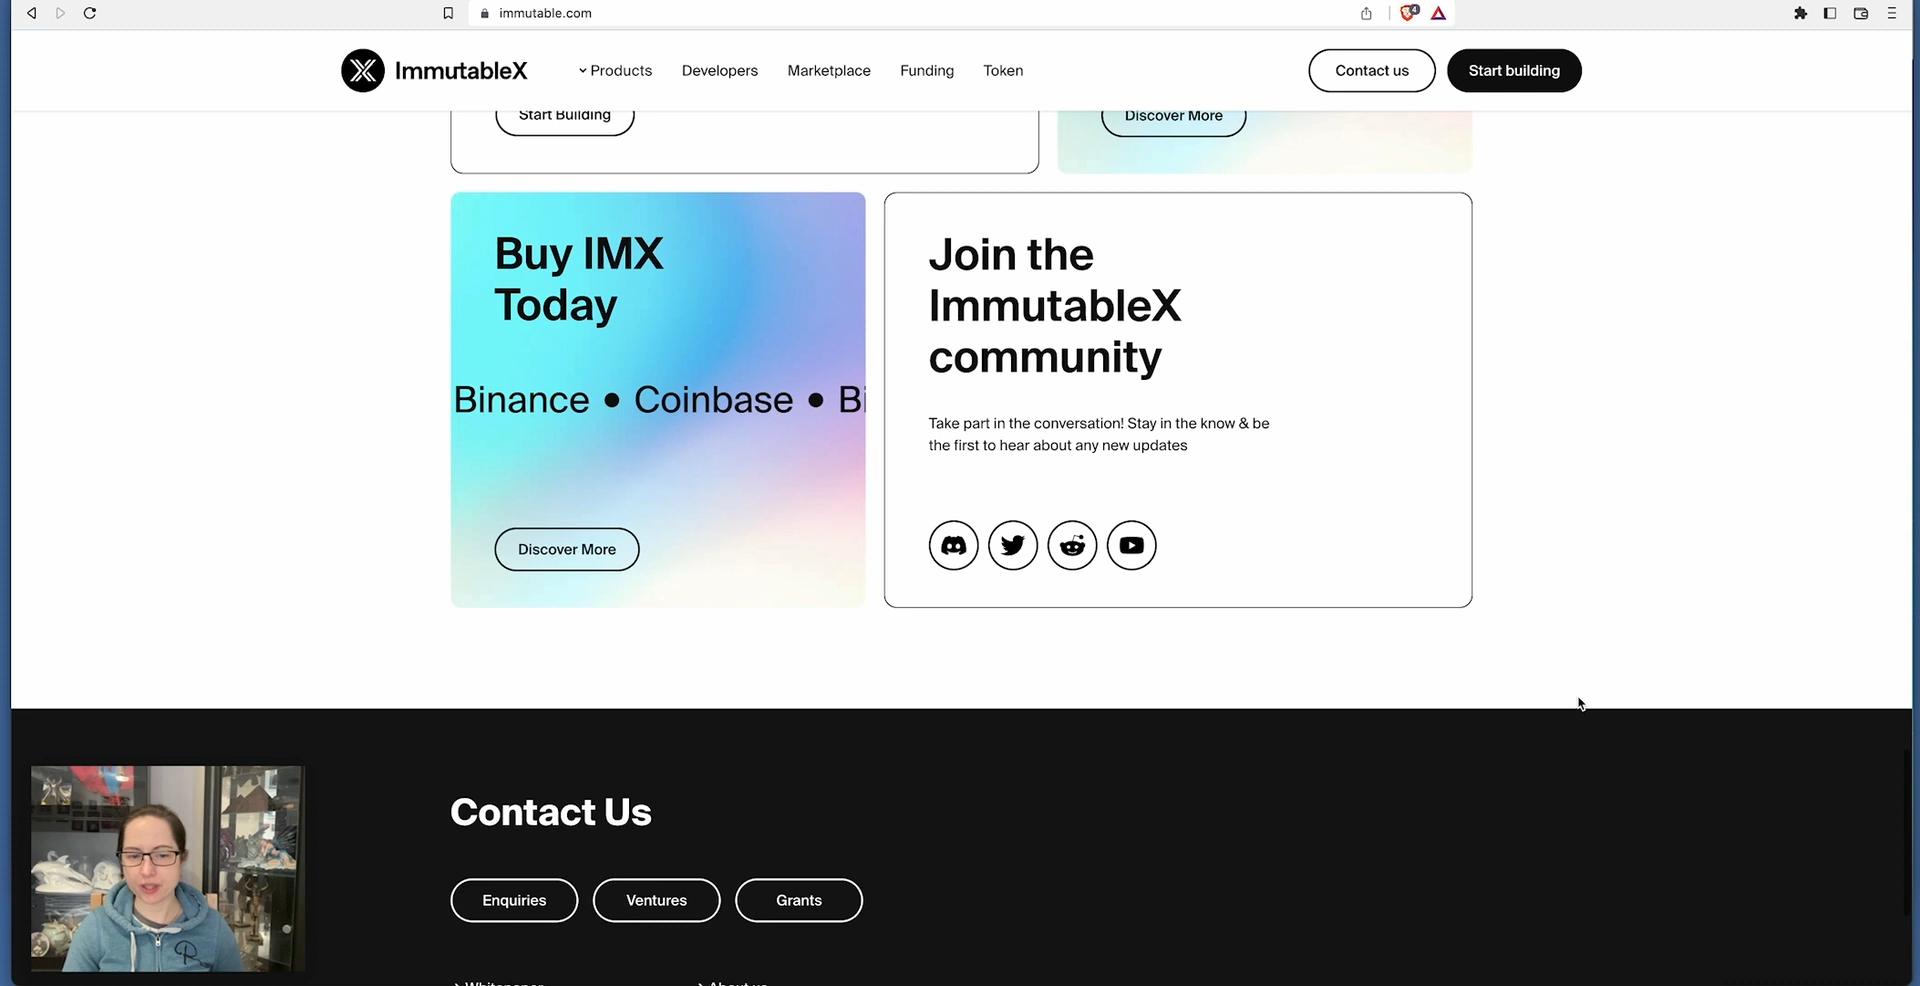 immutable.com
4
ImmutableX
Products
Developers
Marketplace
Funding
Token
Contact us
Start building
Start Building
Discover More
Buy IMX
Today
Binance • Coinbase • Bi
Discover More
Join the
ImmutableX
community
Take part in the conversation! Stay in the know & be
the first to hear about any new updates
Contact Us
Enquiries
Ventures
Grants
Whitepaper
About us